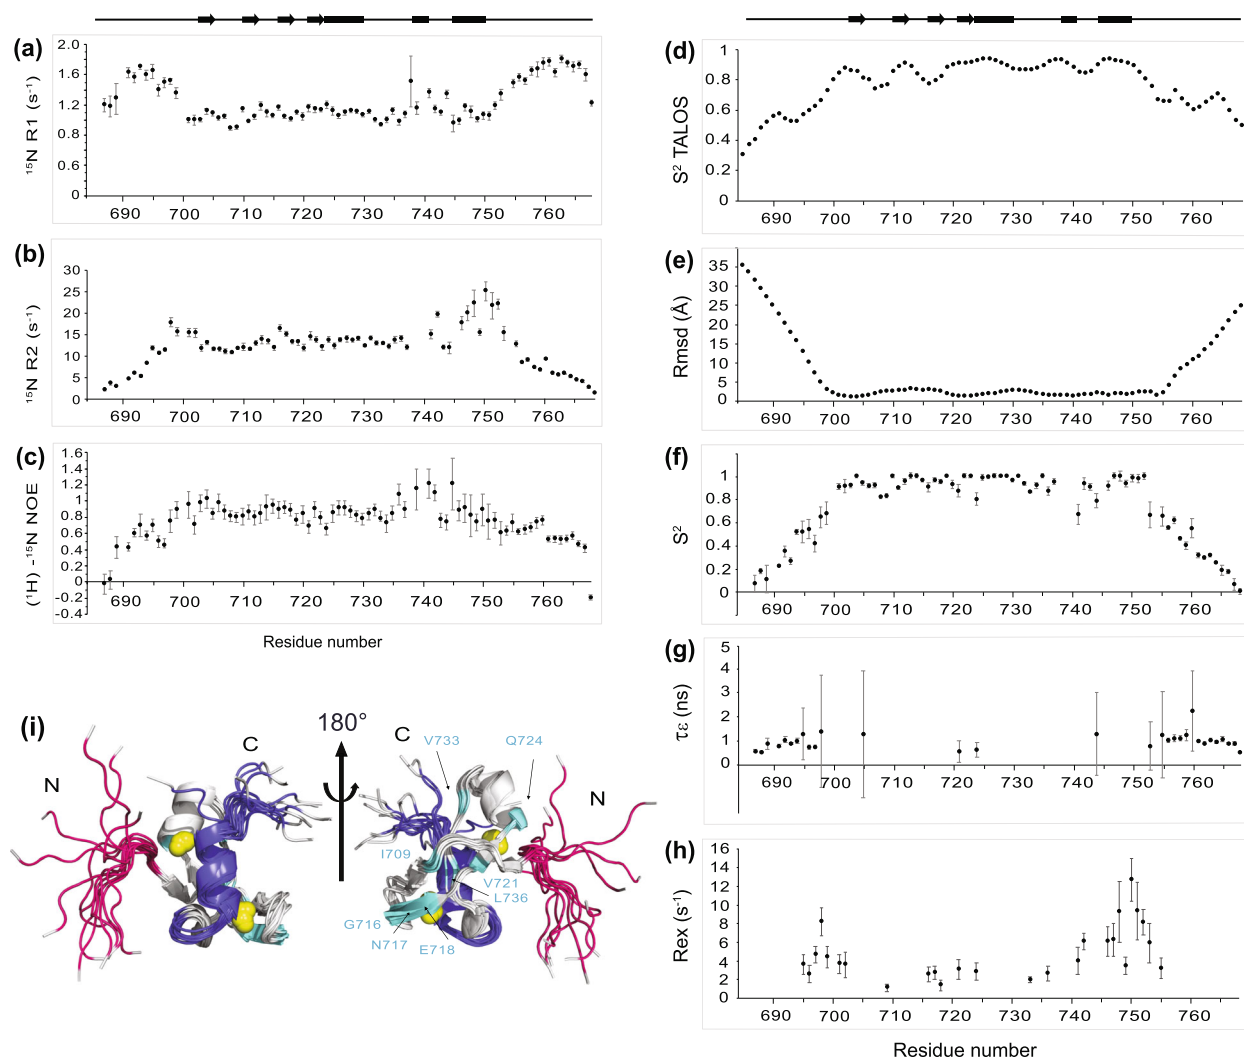 (a)
2.0
1.6
1.2
0.8
0.6
0
¹⁵N R1 (s⁻¹)
690 700 710 720 730 740 750 760
(b)
30
25
20
15
10
5
0
¹⁵N R2 (s⁻¹)
690 700 710 720 730 740 750 760
(c)
1.6
1.4
1.2
1
0.8
0.6
0.4
0.2
0
-0.2
-0.4
(¹H) -¹⁵N NOE
690 700 710 720 730 740 750 760
Residue number
(d)
1
0.8
0.6
0.4
0.2
0
S² TALOS
690 700 710 720 730 740 750 760
(e)
35
30
25
20
15
10
5
0
Rmsd (Å)
690 700 710 720 730 740 750 760
(f)
1
0.8
0.6
0.4
0.2
0
S²
690 700 710 720 730 740 750 760
(g)
5
4
3
2
1
0
τε (ns)
690 700 710 720 730 740 750 760
(h)
16
14
12
10
8
6
4
2
0
Rex (s⁻¹)
690 700 710 720 730 740 750 760
Residue number
(i)
N
C
180°
C
V733
Q724
N
I709
V721
L736
G716
N717
E718